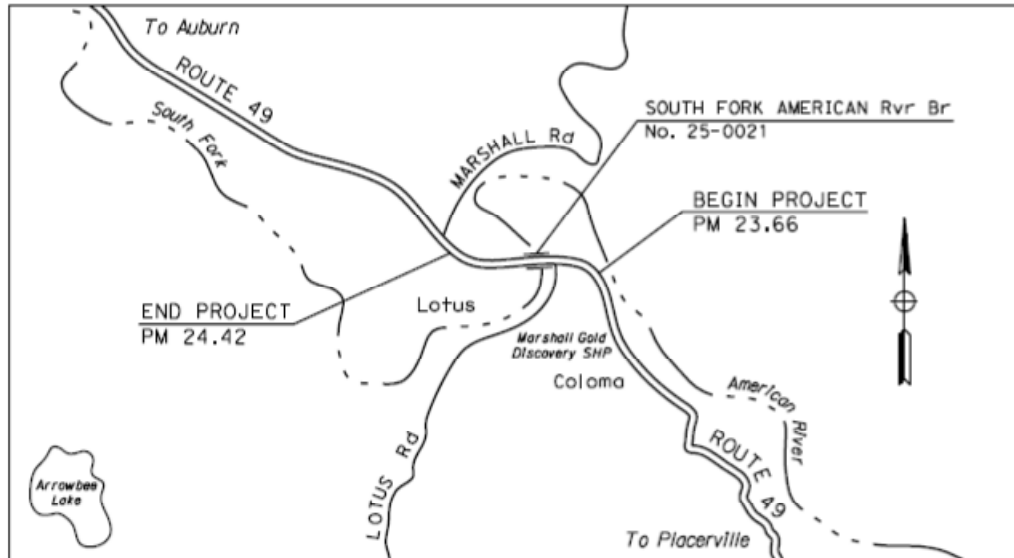 To Auburn
ROUTE 49
South Fork
MARSHALL Rd
SOUTH FORK AMERICAN Rvr Br
No. 25-0021
BEGIN PROJECT
PM 23.66
END PROJECT
PM 24.42
Lotus
Marshall Gold
Discovery SHP
Coloma
American
River
LOTUS Rd
ROUTE 49
Arrowbee
Lake
To Placerville